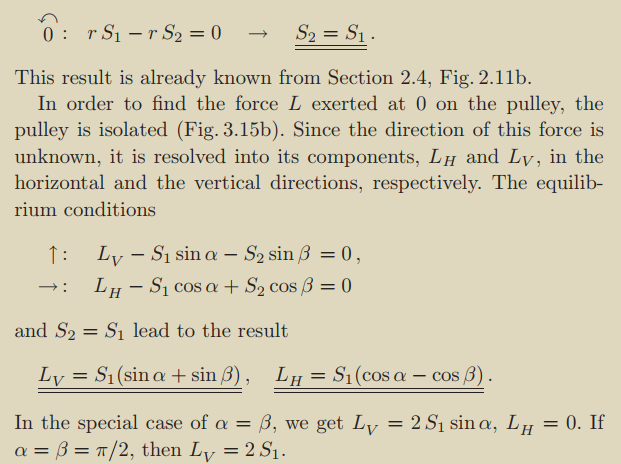 0 : r S₁ − r S₂ = 0 → S₂ = S₁ .
This result is already known from Section 2.4, Fig. 2.11b.
In order to find the force L exerted at 0 on the pulley, the
pulley is isolated (Fig. 3.15b). Since the direction of this force is
unknown, it is resolved into its components, L_H and L_V, in the
horizontal and the vertical directions, respectively. The equilib-
rium conditions
↑ : L_V − S₁ sin α − S₂ sin β = 0 ,
→ : L_H − S₁ cos α + S₂ cos β = 0
and S₂ = S₁ lead to the result
L_V = S₁(sin α + sin β) , L_H = S₁(cos α − cos β) .
In the special case of α = β, we get L_V = 2 S₁ sin α, L_H = 0. If
α = β = π/2, then L_V = 2 S₁.